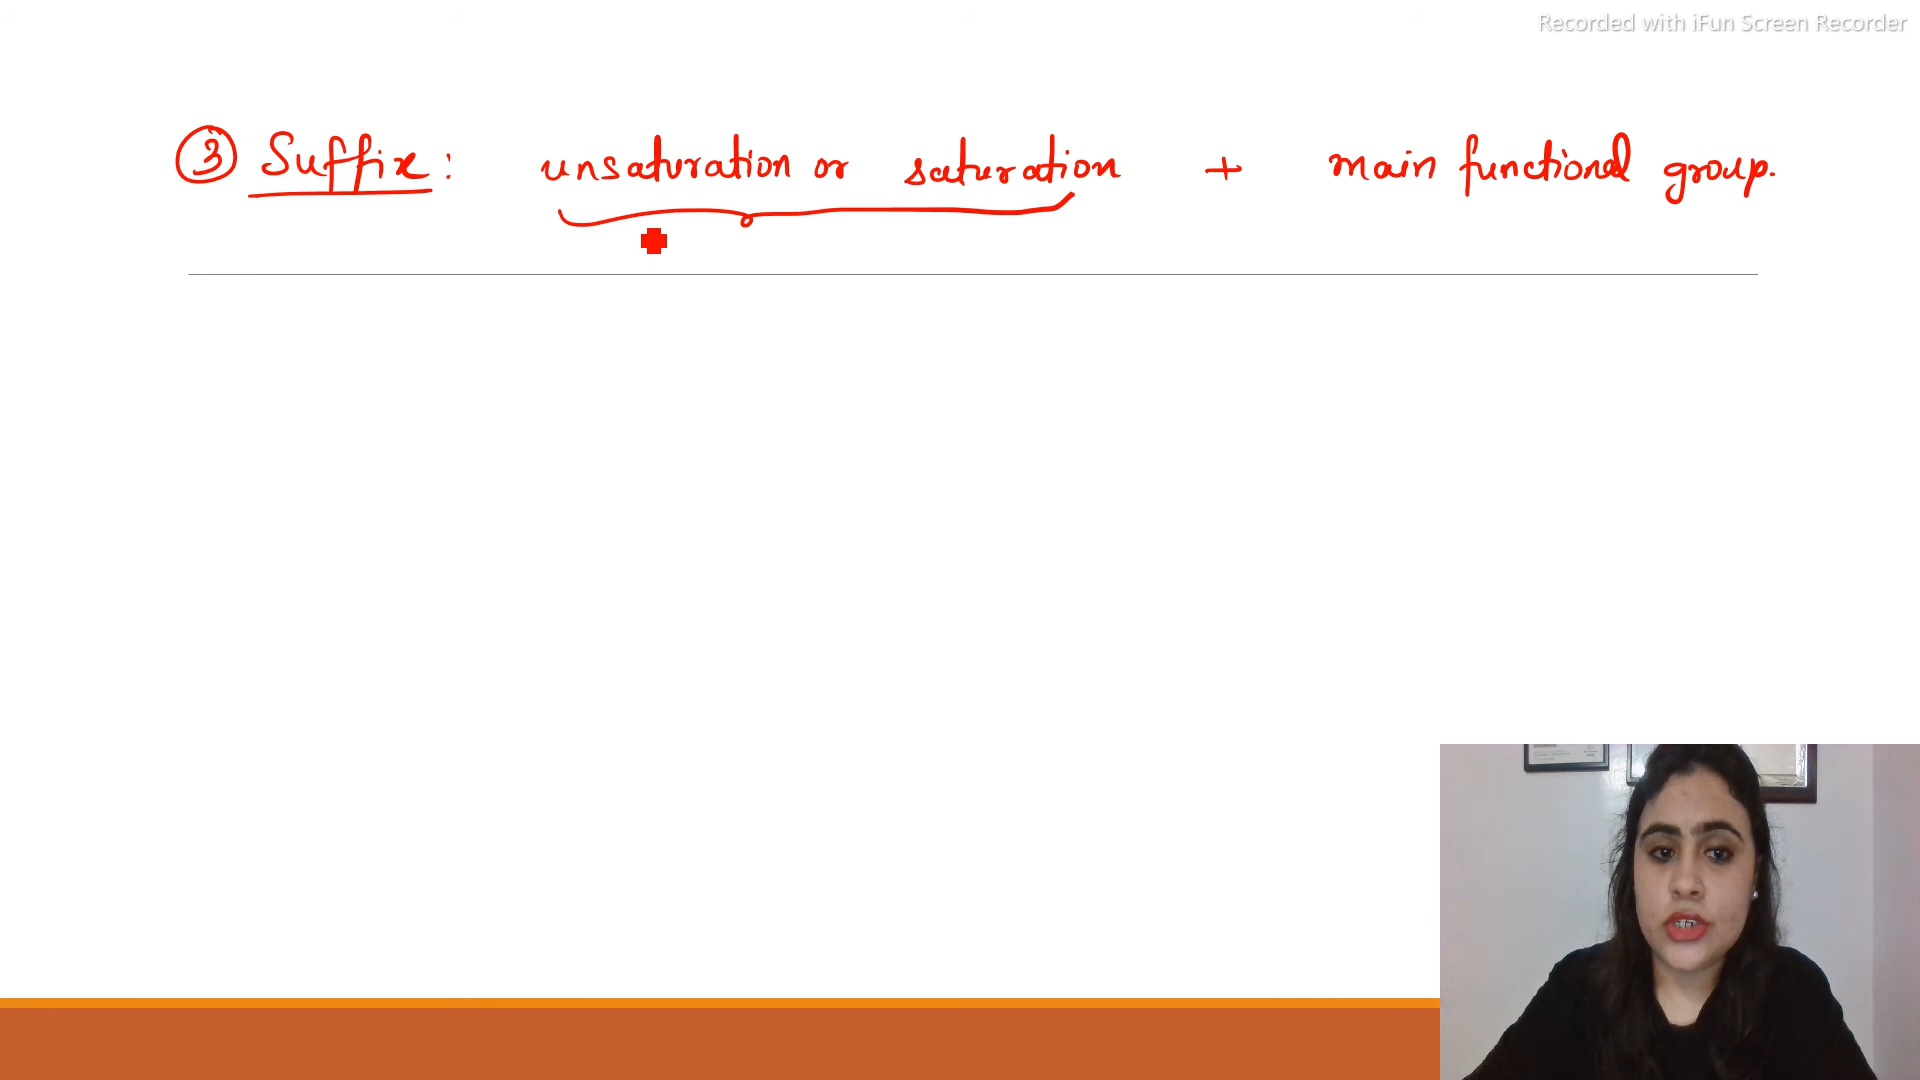 Recorded with iFun Screen Recorder
3 Suffix: unsaturation or saturation + main functional group.